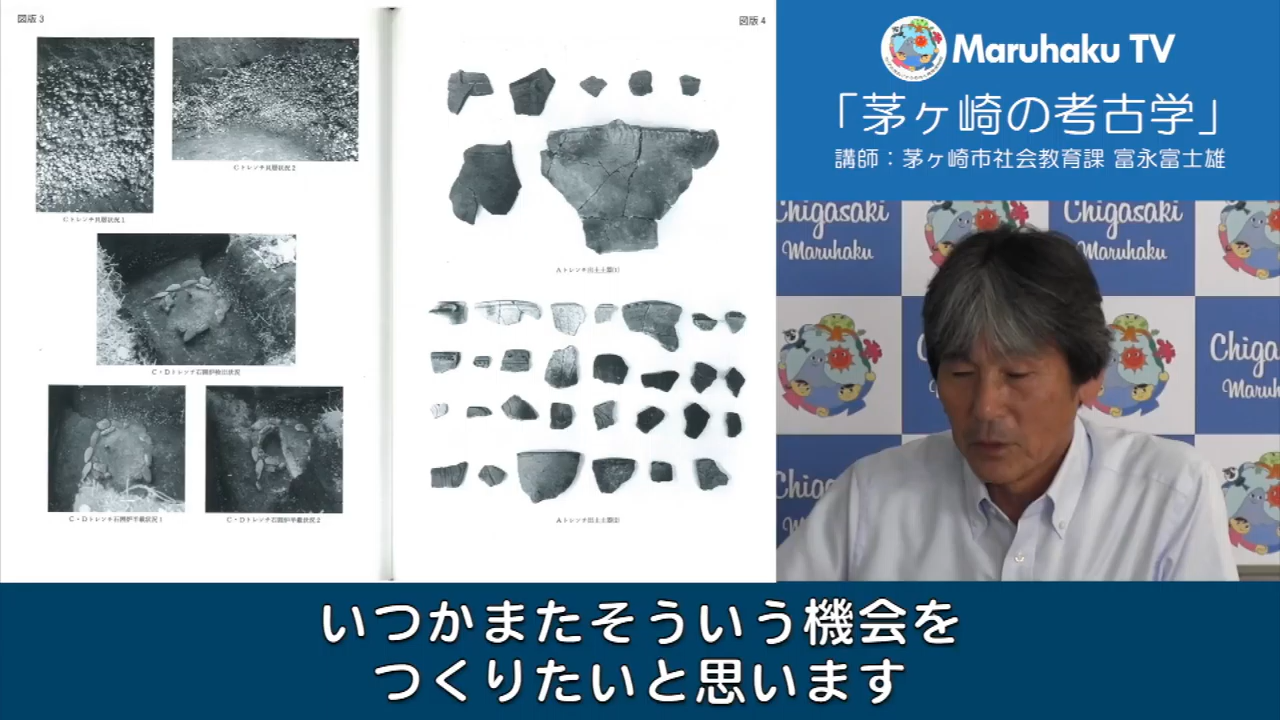 図版 3
図版 4
Cトレンチ貝層状況1
Cトレンチ貝層状況2
C・Dトレンチ石囲炉検出状況
C・Dトレンチ石囲炉半截状況1
C・Dトレンチ石囲炉半截状況2
Aトレンチ出土土器(1)
Aトレンチ出土土器(2)
Maruhaku TV
「茅ヶ崎の考古学」
講師：茅ヶ崎市社会教育課 富永富士雄
Chigasaki
Maruhaku
Chigasaki
Maruhaku
Chiga
Maruh
Chig
いつかまたそういう機会を
つくりたいと思います